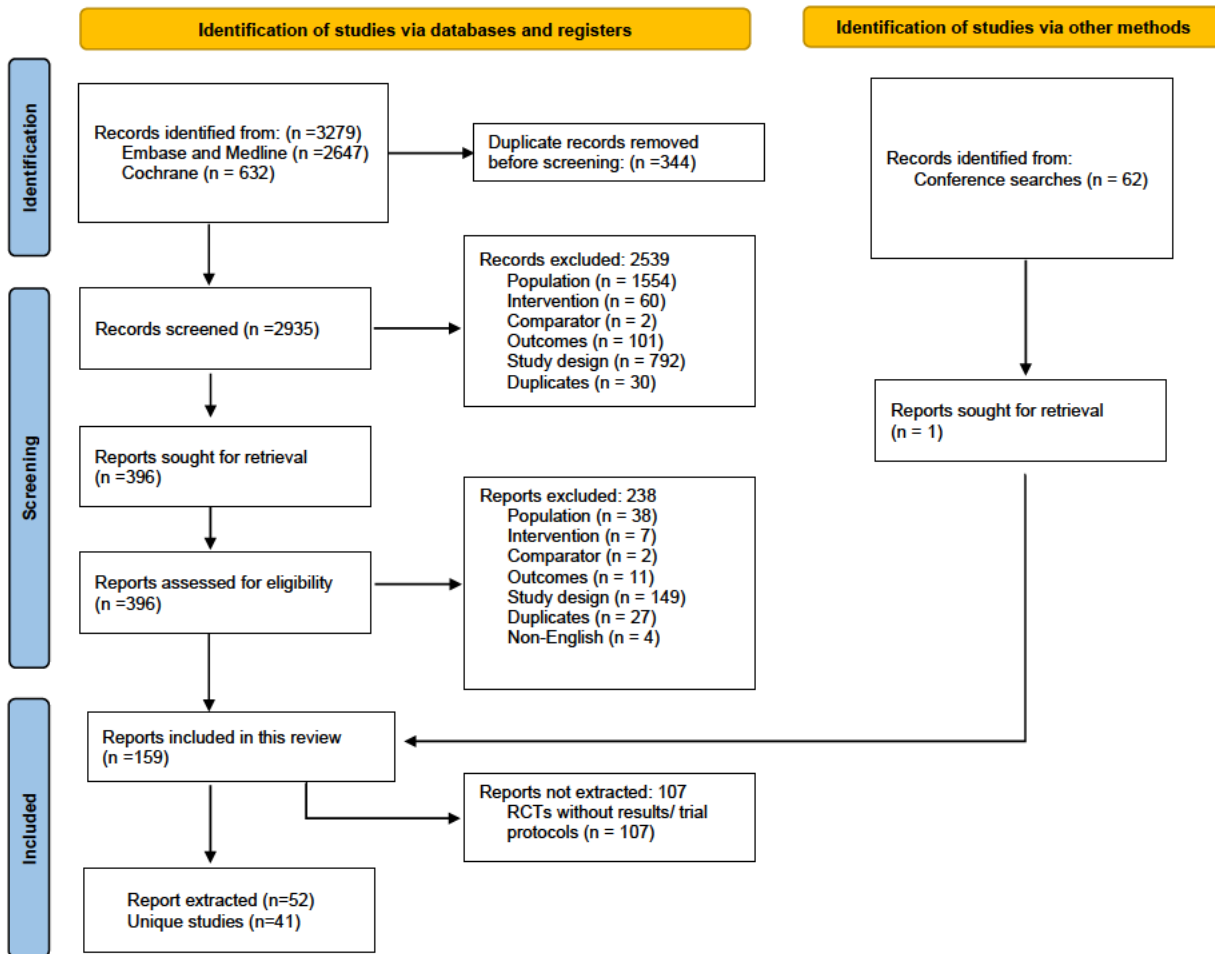 Identification of studies via databases and registers
Identification of studies via other methods
Identification
Records identified from: (n =3279)
Embase and Medline (n =2647)
Cochrane (n = 632)
Duplicate records removed
before screening: (n =344)
Records identified from:
Conference searches (n = 62)
Screening
Records screened (n =2935)
Records excluded: 2539
Population (n = 1554)
Intervention (n = 60)
Comparator (n = 2)
Outcomes (n = 101)
Study design (n = 792)
Duplicates (n = 30)
Reports sought for retrieval
(n = 1)
Reports sought for retrieval
(n =396)
Reports assessed for eligibility
(n =396)
Reports excluded: 238
Population (n = 38)
Intervention (n = 7)
Comparator (n = 2)
Outcomes (n = 11)
Study design (n = 149)
Duplicates (n = 27)
Non-English (n = 4)
Included
Reports included in this review
(n =159)
Reports not extracted: 107
RCTs without results/ trial
protocols (n = 107)
Report extracted (n=52)
Unique studies (n=41)